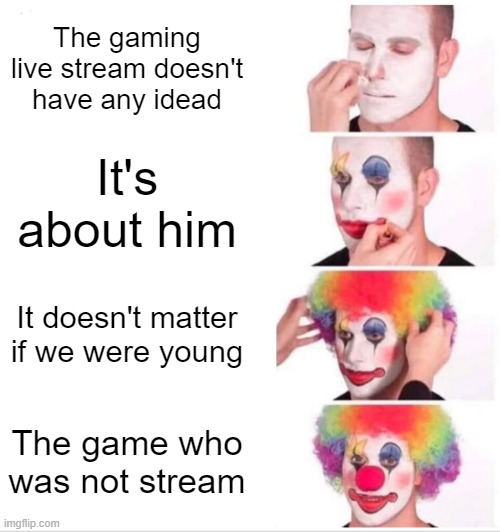 The gaming
live stream doesn't
have any idead
It's
about him
It doesn't matter
if we were young
The game who
was not stream
imgflip.com